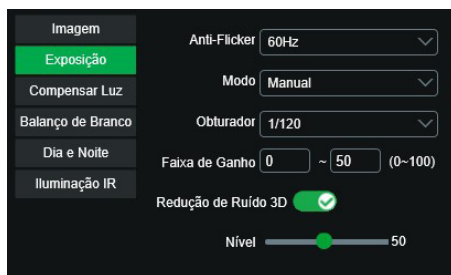 Imagem
Exposição
Compensar Luz
Balanço de Branco
Dia e Noite
Iluminação IR
Anti-Flicker 60Hz
Modo Manual
Obturador 1/120
Faixa de Ganho 0 ~ 50 (0~100)
Redução de Ruído 3D
Nível 50